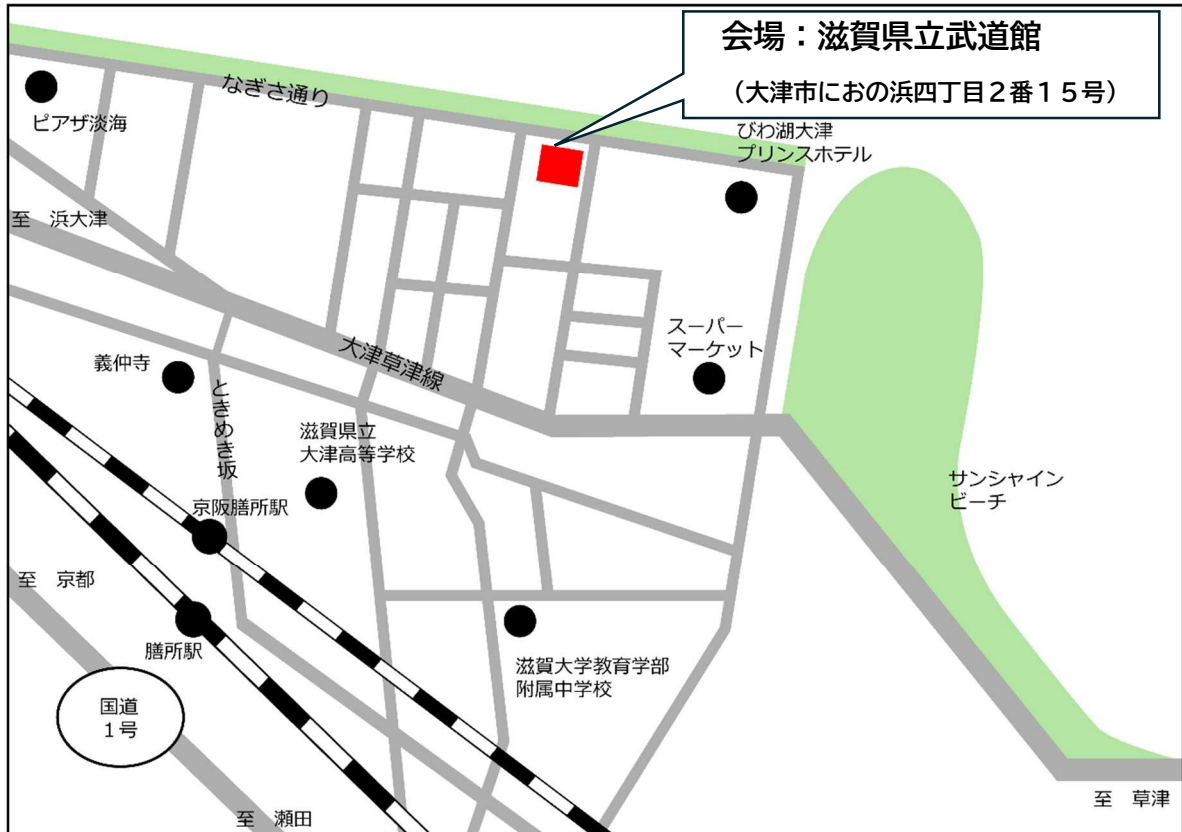 会場：滋賀県立武道館
（大津市におの浜四丁目２番１５号）
なぎさ通り
ピアザ淡海
びわ湖大津
プリンスホテル
至　浜大津
スーパー
マーケット
大津草津線
義仲寺
ときめき坂
滋賀県立
大津高等学校
サンシャイン
ビーチ
京阪膳所駅
至　京都
膳所駅
滋賀大学教育学部
附属中学校
国道
１号
至　草津
至　瀬田